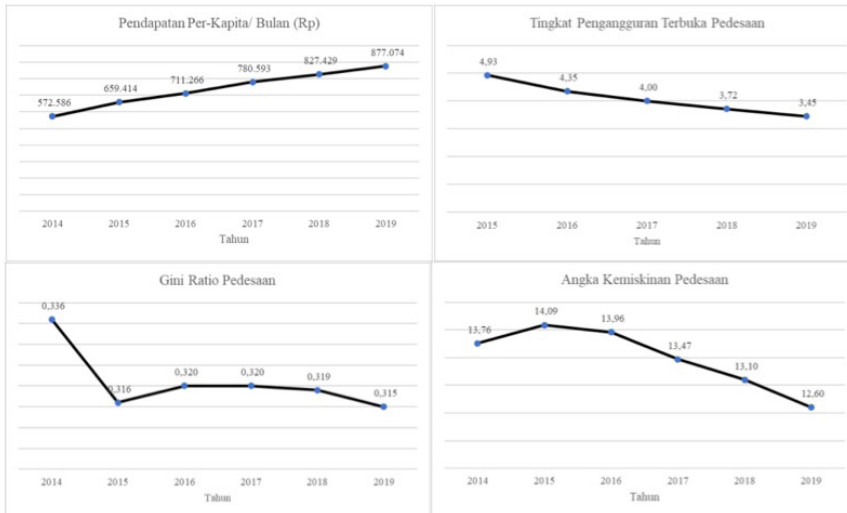 Pendapatan Per-Kapita/ Bulan (Rp)
572.586
659.414
711.266
780.593
827.429
877.074
2014 2015 2016 2017 2018 2019
Tahun
Tingkat Pengangguran Terbuka Pedesaan
4,93
4,35
4,00
3,72
3,45
2015 2016 2017 2018 2019
Tahun
Gini Ratio Pedesaan
0,336
0,316
0,320
0,320
0,319
0,315
2014 2015 2016 2017 2018 2019
Tahun
Angka Kemiskinan Pedesaan
13,76
14,09
13,96
13,47
13,10
12,60
2014 2015 2016 2017 2018 2019
Tahun